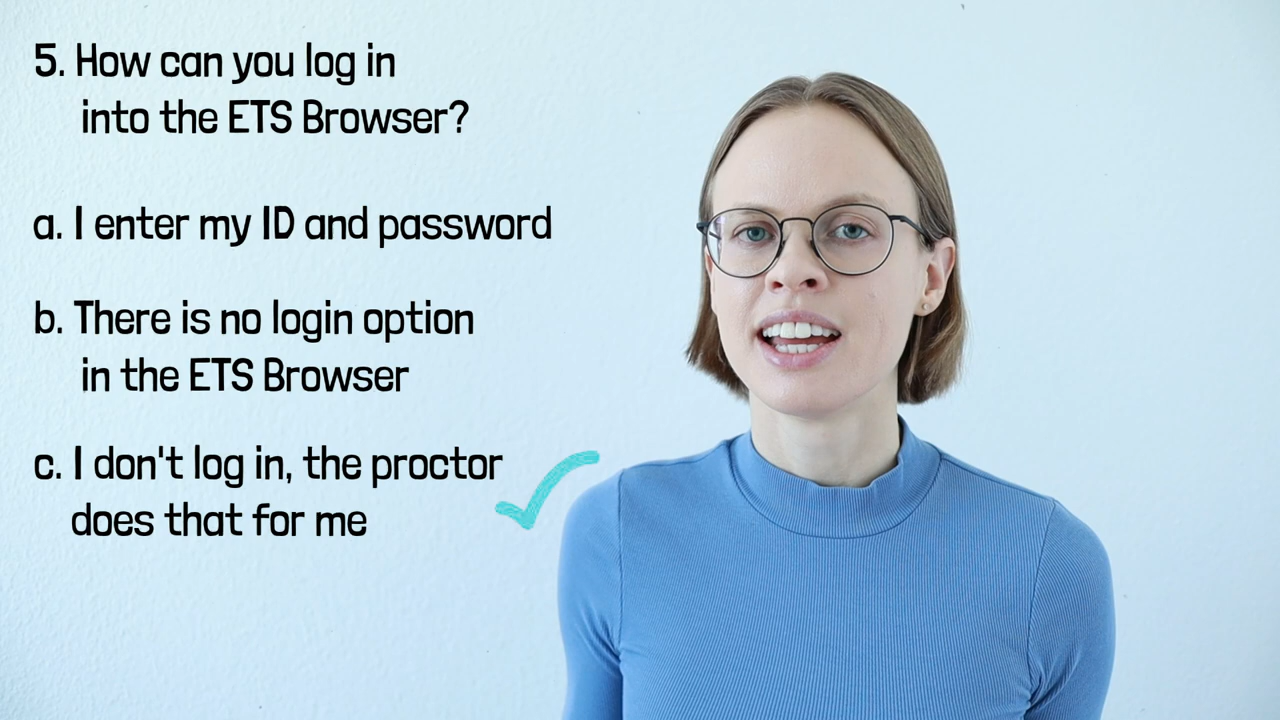 5. How can you log in
into the ETS Browser?
a. I enter my ID and password
b. There is no login option
in the ETS Browser
c. I don't log in, the proctor
does that for me